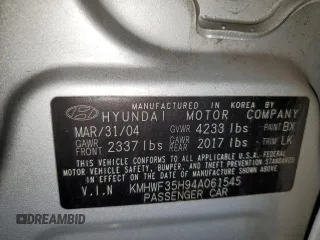 MANUFACTURED IN KOREA BY
HYUNDAI MOTOR COMPANY
MAR/31/04 GVWR 4233 lbs PAINT BX
GAWR FRONT 2337 lbs GAWR REAR 2017 lbs TRIM LK
THIS VEHICLE CONFORMS TO ALL APPLICABLE FEDERAL
MOTOR VEHICLE SAFETY, BUMPER, AND THEFT PREVENTION
STANDARDS IN EFFECT ON THE DATE OF MANUFACTURE
SHOWN ABOVE.
V.I.N KMHWF35H94A061545
PASSENGER CAR
DREAMBID